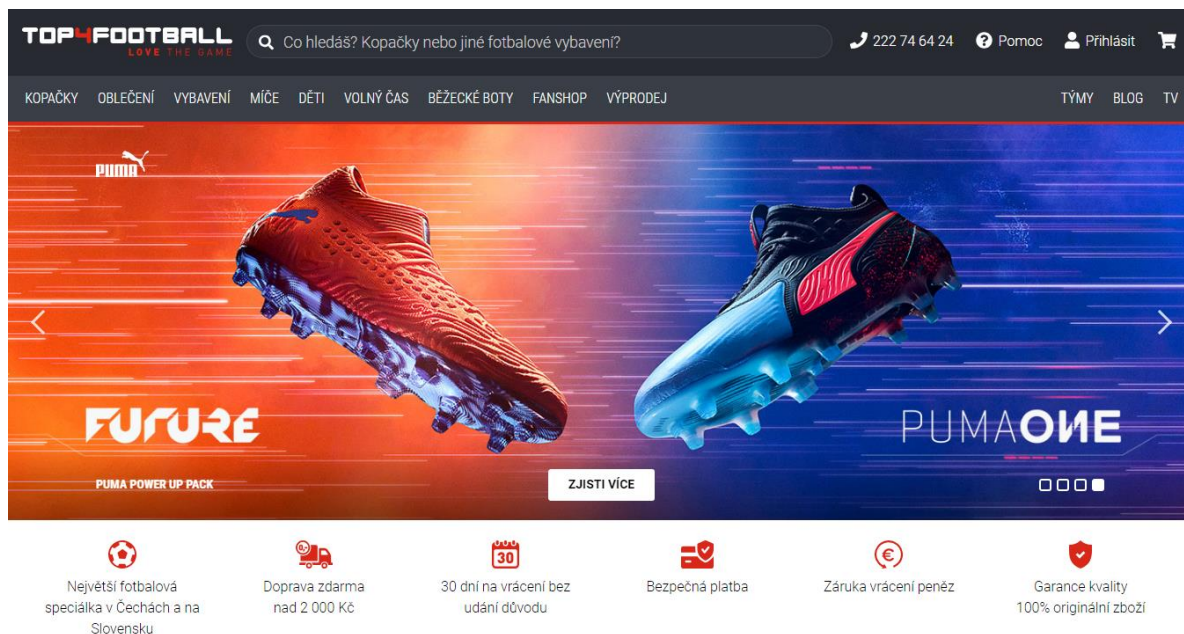 TOP4FOOTBALL
LOVE THE GAME
Co hledáš? Kopačky nebo jiné fotbalové vybavení?
222 74 64 24
Pomoc
Přihlásit
KOPAČKY OBLEČENÍ VYBAVENÍ MÍČE DĚTI VOLNÝ ČAS BĚŽECKÉ BOTY FANSHOP VÝPRODEJ TÝMY BLOG TV
PUMA
FUTURE
PUMA POWER UP PACK
PUMAONE
ZJISTI VÍCE
Největší fotbalová
speciálka v Čechách a na
Slovensku
Doprava zdarma
nad 2 000 Kč
30
30 dní na vrácení bez
udání důvodu
Bezpečná platba
€
Záruka vrácení peněz
Garance kvality
100% originální zboží